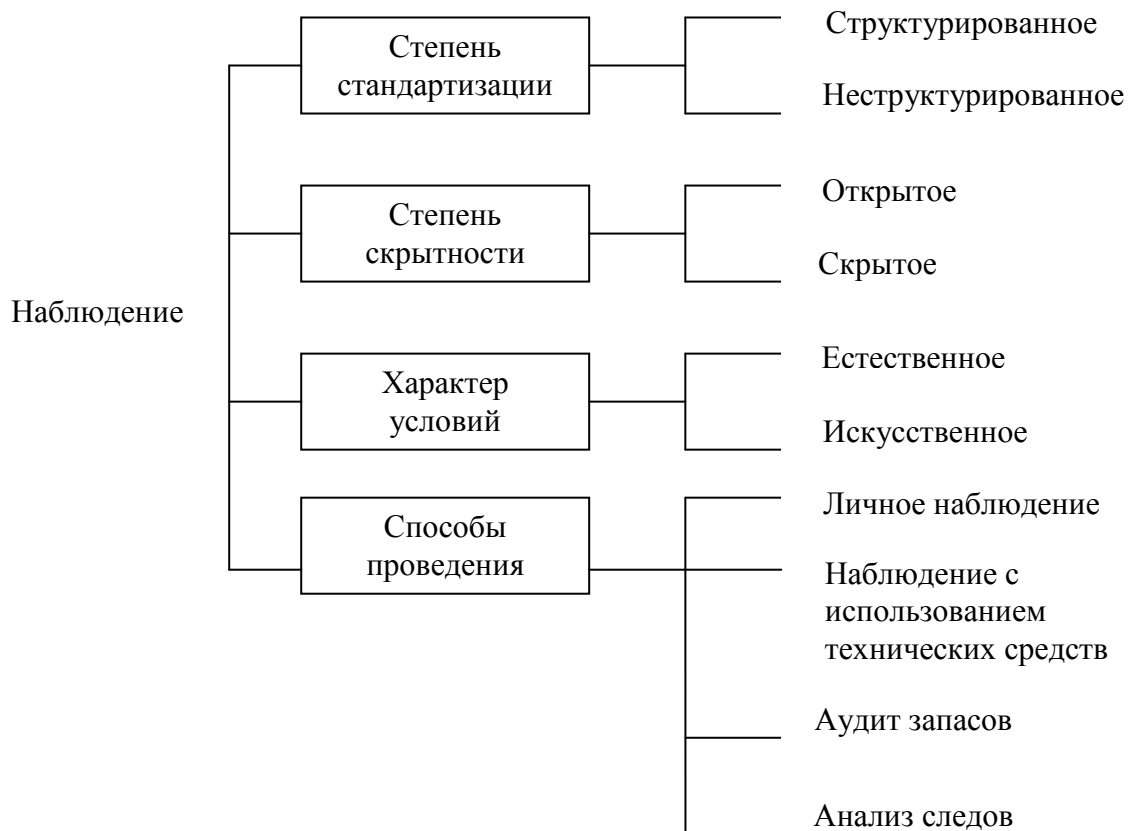 Наблюдение
Степень
стандартизации
Структурированное
Неструктурированное
Степень
скрытности
Открытое
Скрытое
Характер
условий
Естественное
Искусственное
Способы
проведения
Личное наблюдение
Наблюдение с
использованием
технических средств
Аудит запасов
Анализ следов